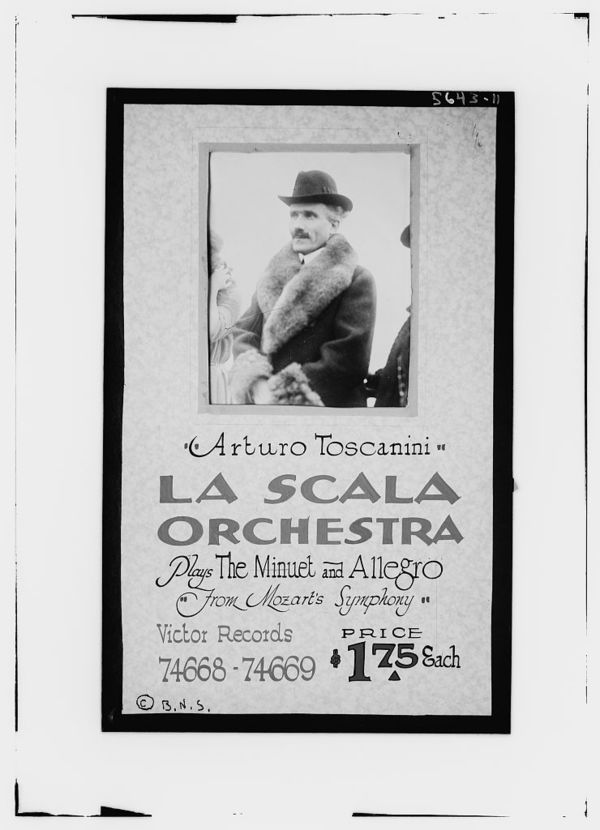 5643-11
"Arturo Toscanini"
LA SCALA
ORCHESTRA
Plays The Minuet and Allegro
"From Mozart's Symphony"
Victor Records
74668-74669
PRICE
$1.75 Each
© B.N.S.